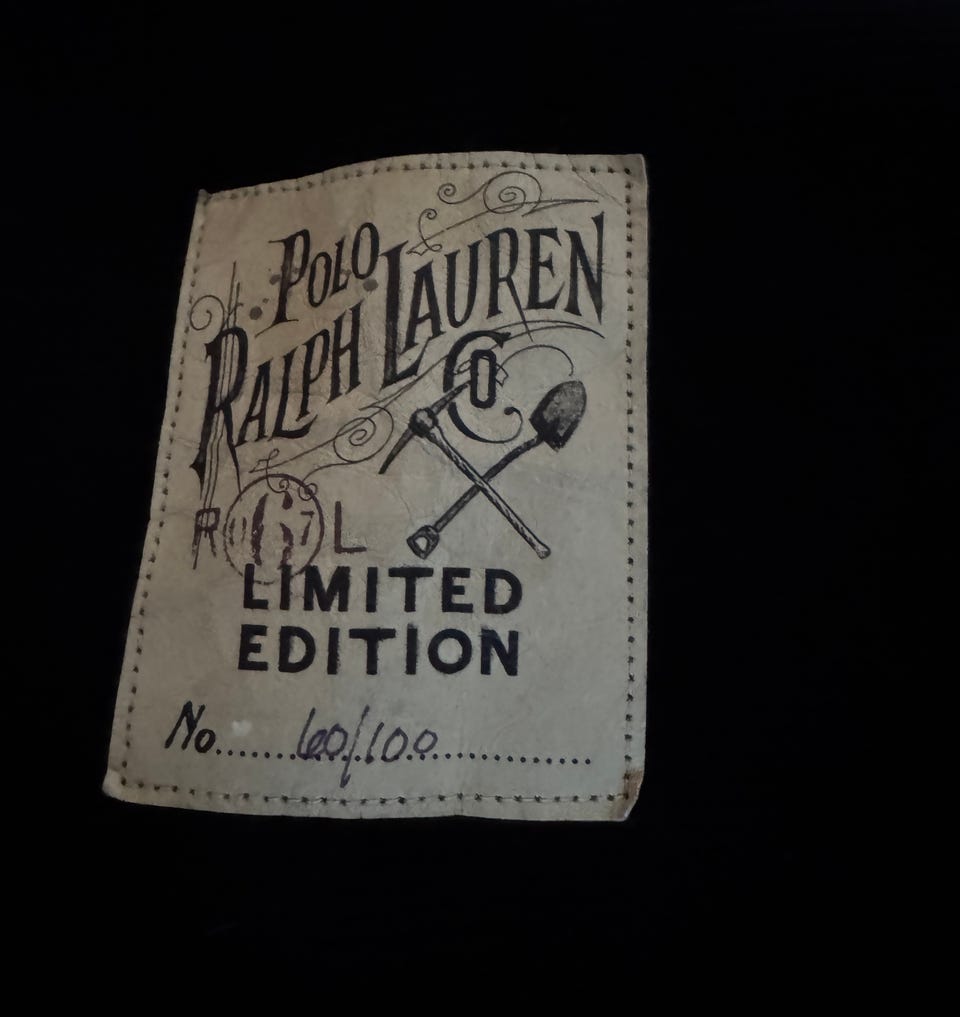 POLO
RALPH LAUREN
Co
R 67 L
LIMITED
EDITION
No......60/100................